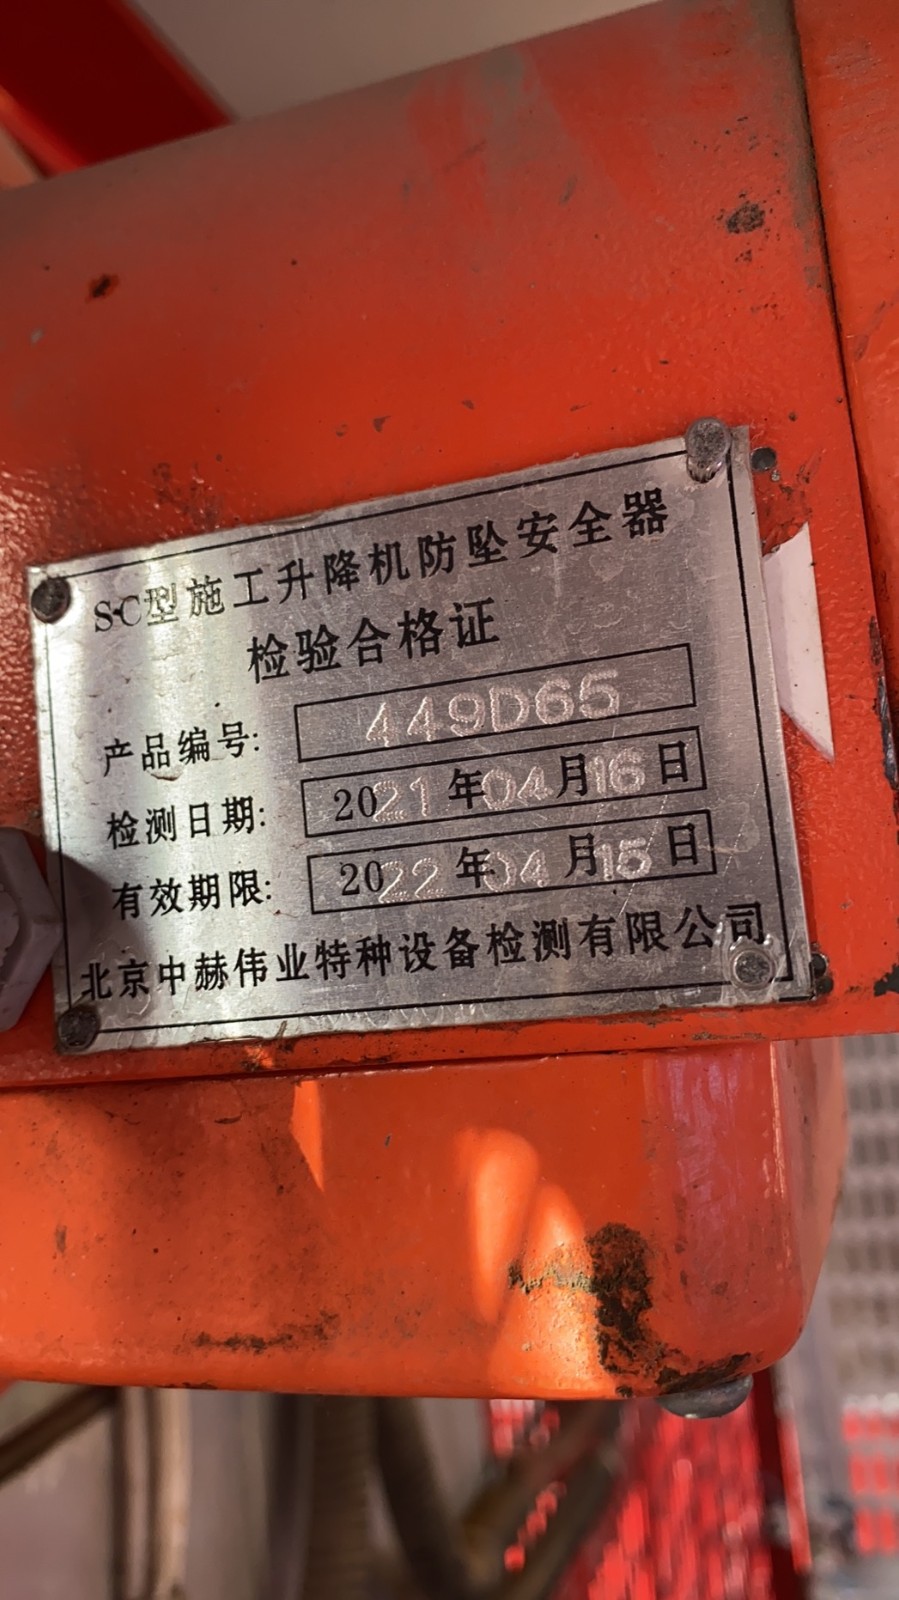 S·C型施工升降机防坠安全器
检验合格证
产品编号: 449D65
检测日期: 2021年04月16日
有效期限: 2022年04月15日
北京中赫伟业特种设备检测有限公司